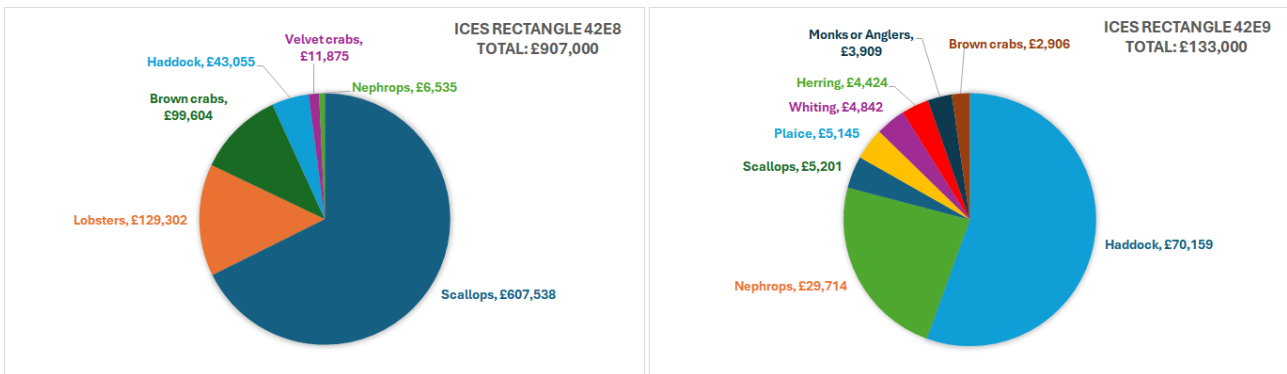 ICES RECTANGLE 42E8
TOTAL: £907,000
Velvet crabs,
£11,875
Haddock, £43,055
Nephrops, £6,535
Brown crabs,
£99,604
Lobsters, £129,302
Scallops, £607,538
ICES RECTANGLE 42E9
TOTAL: £133,000
Monks or Anglers,
£3,909
Brown crabs, £2,906
Herring, £4,424
Whiting, £4,842
Plaice, £5,145
Scallops, £5,201
Haddock, £70,159
Nephrops, £29,714